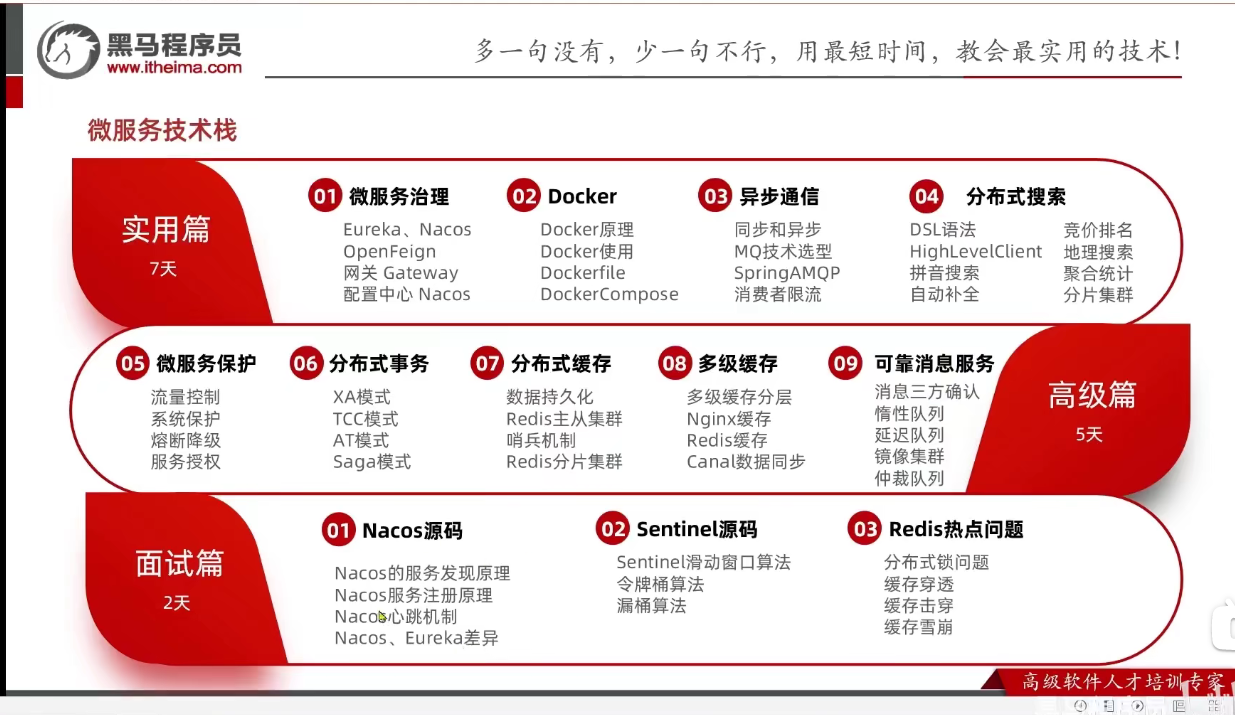 黑马程序员
www.itheima.com
多一句没有，少一句不行，用最短时间，教会最实用的技术！
微服务技术栈
实用篇
7天
01 微服务治理
Eureka、Nacos
OpenFeign
网关 Gateway
配置中心 Nacos
02 Docker
Docker原理
Docker使用
Dockerfile
DockerCompose
03 异步通信
同步和异步
MQ技术选型
SpringAMQP
消费者限流
04 分布式搜索
DSL语法
HighLevelClient
拼音搜索
自动补全
竞价排名
地理搜索
聚合统计
分片集群
05 微服务保护
流量控制
系统保护
熔断降级
服务授权
06 分布式事务
XA模式
TCC模式
AT模式
Saga模式
07 分布式缓存
数据持久化
Redis主从集群
哨兵机制
Redis分片集群
08 多级缓存
多级缓存分层
Nginx缓存
Redis缓存
Canal数据同步
09 可靠消息服务
消息三方确认
惰性队列
延迟队列
镜像集群
仲裁队列
高级篇
5天
面试篇
2天
01 Nacos源码
Nacos的服务发现原理
Nacos服务注册原理
Nacos心跳机制
Nacos、Eureka差异
02 Sentinel源码
Sentinel滑动窗口算法
令牌桶算法
漏桶算法
03 Redis热点问题
分布式锁问题
缓存穿透
缓存击穿
缓存雪崩
高级软件人才培训专家